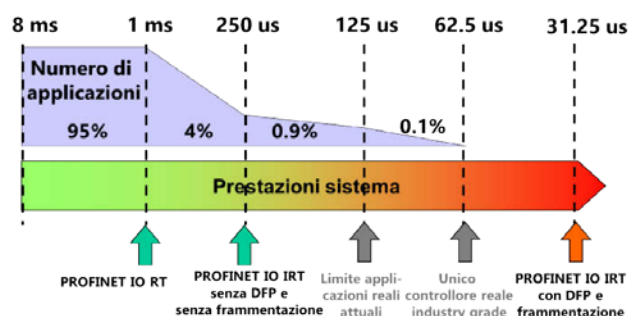 8 ms 1 ms 250 us 125 us 62.5 us 31.25 us
Numero di
applicazioni
95% 4% 0.9% 0.1%
Prestazioni sistema
PROFINET IO RT
PROFINET IO IRT
senza DFP e
senza frammentazione
Limite appli-
cazioni reali
attuali
Unico
controllore reale
industry grade
PROFINET IO IRT
con DFP e
frammentazione